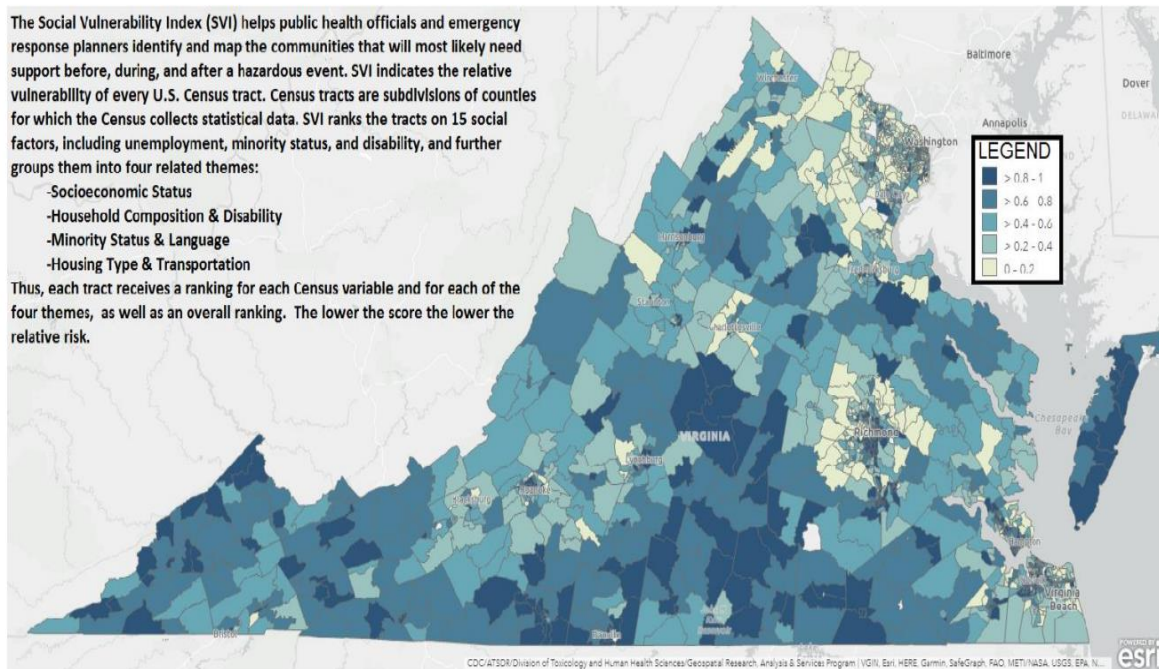 The Social Vulnerability Index (SVI) helps public health officials and emergency
response planners identify and map the communities that will most likely need
support before, during, and after a hazardous event. SVI indicates the relative
vulnerability of every U.S. Census tract. Census tracts are subdivisions of counties
for which the Census collects statistical data. SVI ranks the tracts on 15 social
factors, including unemployment, minority status, and disability, and further
groups them into four related themes:
-Socioeconomic Status
-Household Composition & Disability
-Minority Status & Language
-Housing Type & Transportation
Thus, each tract receives a ranking for each Census variable and for each of the
four themes, as well as an overall ranking. The lower the score the lower the
relative risk.
Baltimore
Dover
DELAWARE
Annapolis
Washington
LEGEND
> 0.8 - 1
> 0.6 - 0.8
> 0.4 - 0.6
> 0.2 - 0.4
0 - 0.2
Winchester
Harrisonburg
Fredericksburg
Staunton
Chesapeake
Bay
VIRGINIA
Richmond
Lynchburg
Blacksburg
Roanoke
Hampton
Virginia
Beach
Bristol
Danville
POWERED BY
esri
CDC/ATSDR/Division of Toxicology and Human Health Sciences/Geospatial Research, Analysis & Services Program | VGIN, Esri, HERE, Garmin, SafeGraph, FAO, METI/NASA, USGS, EPA, N...